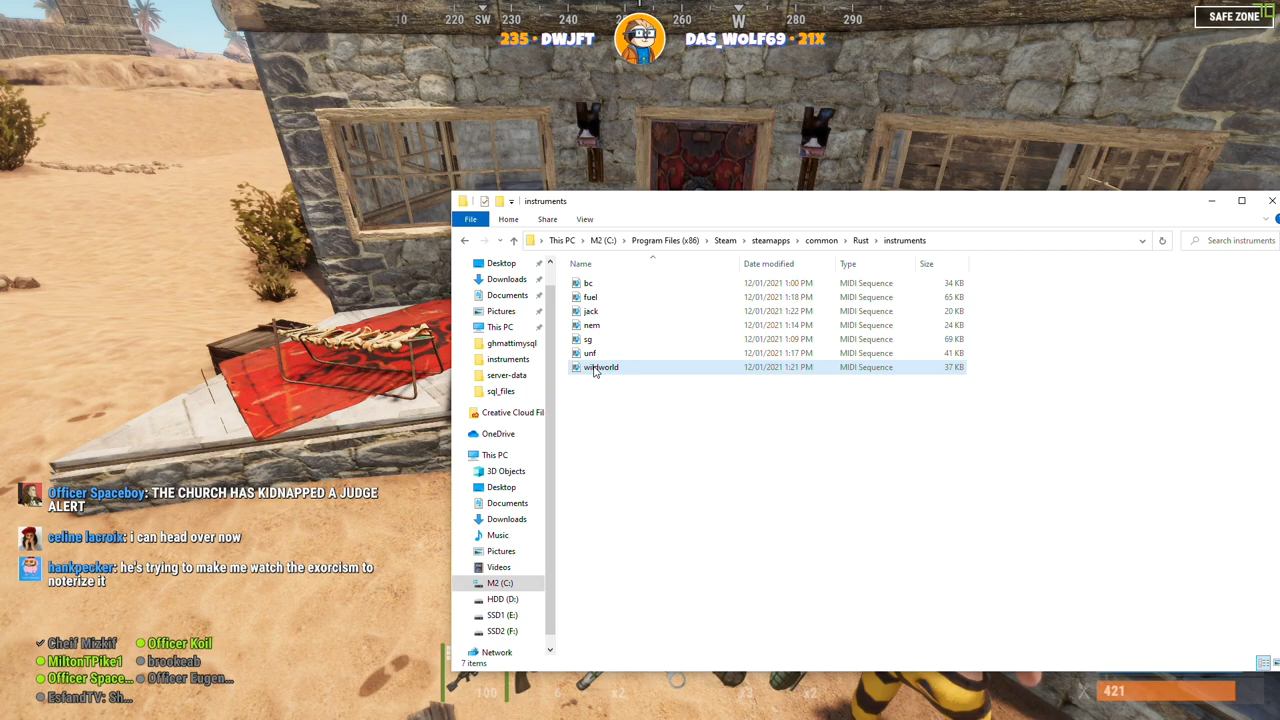 10 220 SW 230 240 260 W 280 290
SAFE ZONE
70
235 • DWJFT
DAS_WOLF69 • 21X
instruments
File Home Share View
This PC > M2 (C:) > Program Files (x86) > Steam > steamapps > common > Rust > instruments
Search instruments
Name Date modified Type Size
bc 12/01/2021 1:00 PM MIDI Sequence 34 KB
fuel 12/01/2021 1:18 PM MIDI Sequence 65 KB
jack 12/01/2021 1:22 PM MIDI Sequence 20 KB
nem 12/01/2021 1:14 PM MIDI Sequence 24 KB
sg 12/01/2021 1:09 PM MIDI Sequence 69 KB
unf 12/01/2021 1:17 PM MIDI Sequence 41 KB
12/01/2021 1:21 PM MIDI Sequence 37 KB
Desktop
Downloads
Documents
Pictures
This PC
ghmattimysql
instruments
server-data
sql_files
Creative Cloud Fil
OneDrive
This PC
3D Objects
Desktop
Documents
Downloads
Music
Pictures
Videos
M2 (C:)
HDD (D:)
SSD1 (E:)
SSD2 (F:)
Network
7 items
Officer Spaceboy: THE CHURCH HAS KIDNAPPED A JUDGE
ALERT
celine lacroix: i can head over now
hankpecker: he's trying to make me watch the exorcism to
noterize it
Cheif Mizkif Officer Koil
MiltonTPike1 brookeab
Officer Space... Officer Eugen...
EsfandTV: Sh...
100 6 x2 x3 x2
421